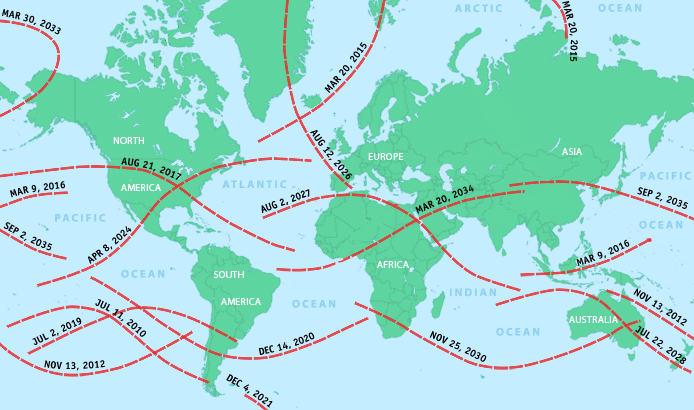 MAR 30, 2033
ARCTIC
OCEAN
MAR 20, 2015
MAR 20, 2015
NORTH
AMERICA
AUG 21, 2017
AUG 12, 2026
EUROPE
ASIA
ATLANTIC
PACIFIC
MAR 9, 2016
AUG 2, 2027
MAR 20, 2034
SEP 2, 2035
PACIFIC
OCEAN
SEP 2, 2035
APR 8, 2024
OCEAN
SOUTH
AMERICA
AFRICA
MAR 9, 2016
INDIAN
OCEAN
OCEAN
JUL 11, 2010
JUL 2, 2019
NOV 13, 2012
DEC 14, 2020
NOV 25, 2030
AUSTRALIA
NOV 13, 2012
JUL 22, 2028
DEC 4, 2021